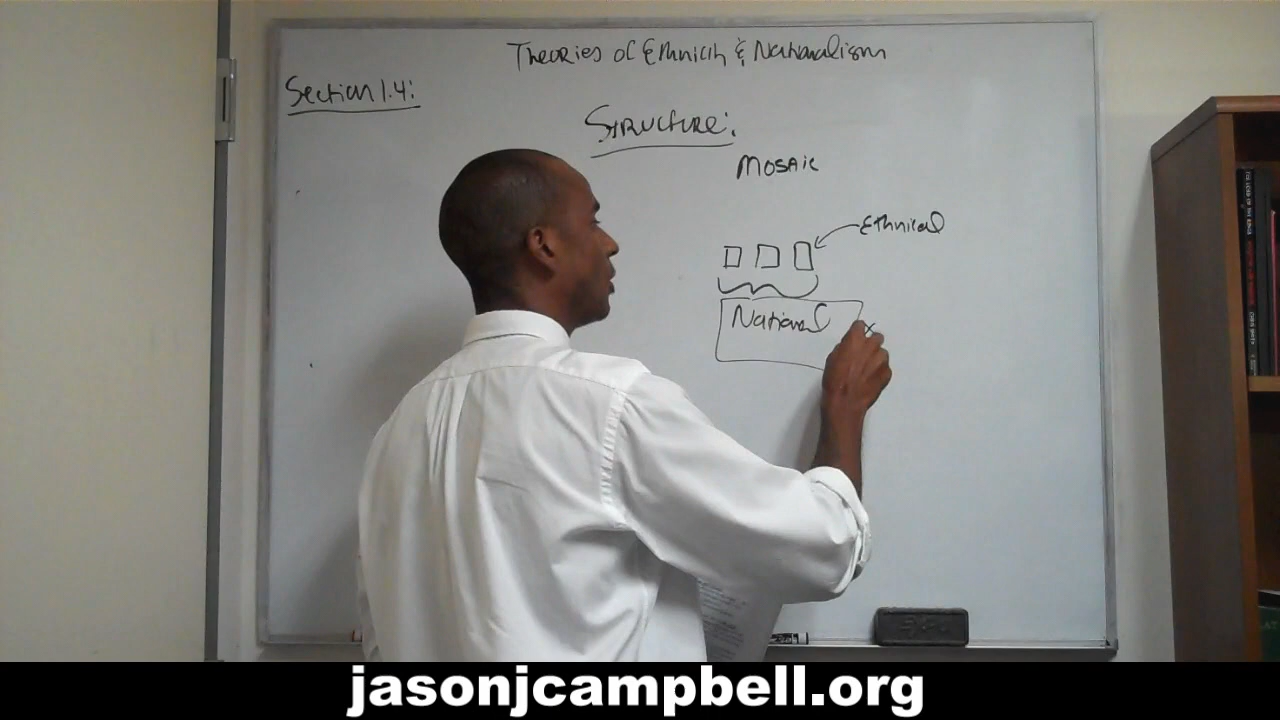 Theories of Ethnicity & Nationalism
Section 1.4:
Structure:
MOSAIC
Ethnical
National
jasonjcampbell.org